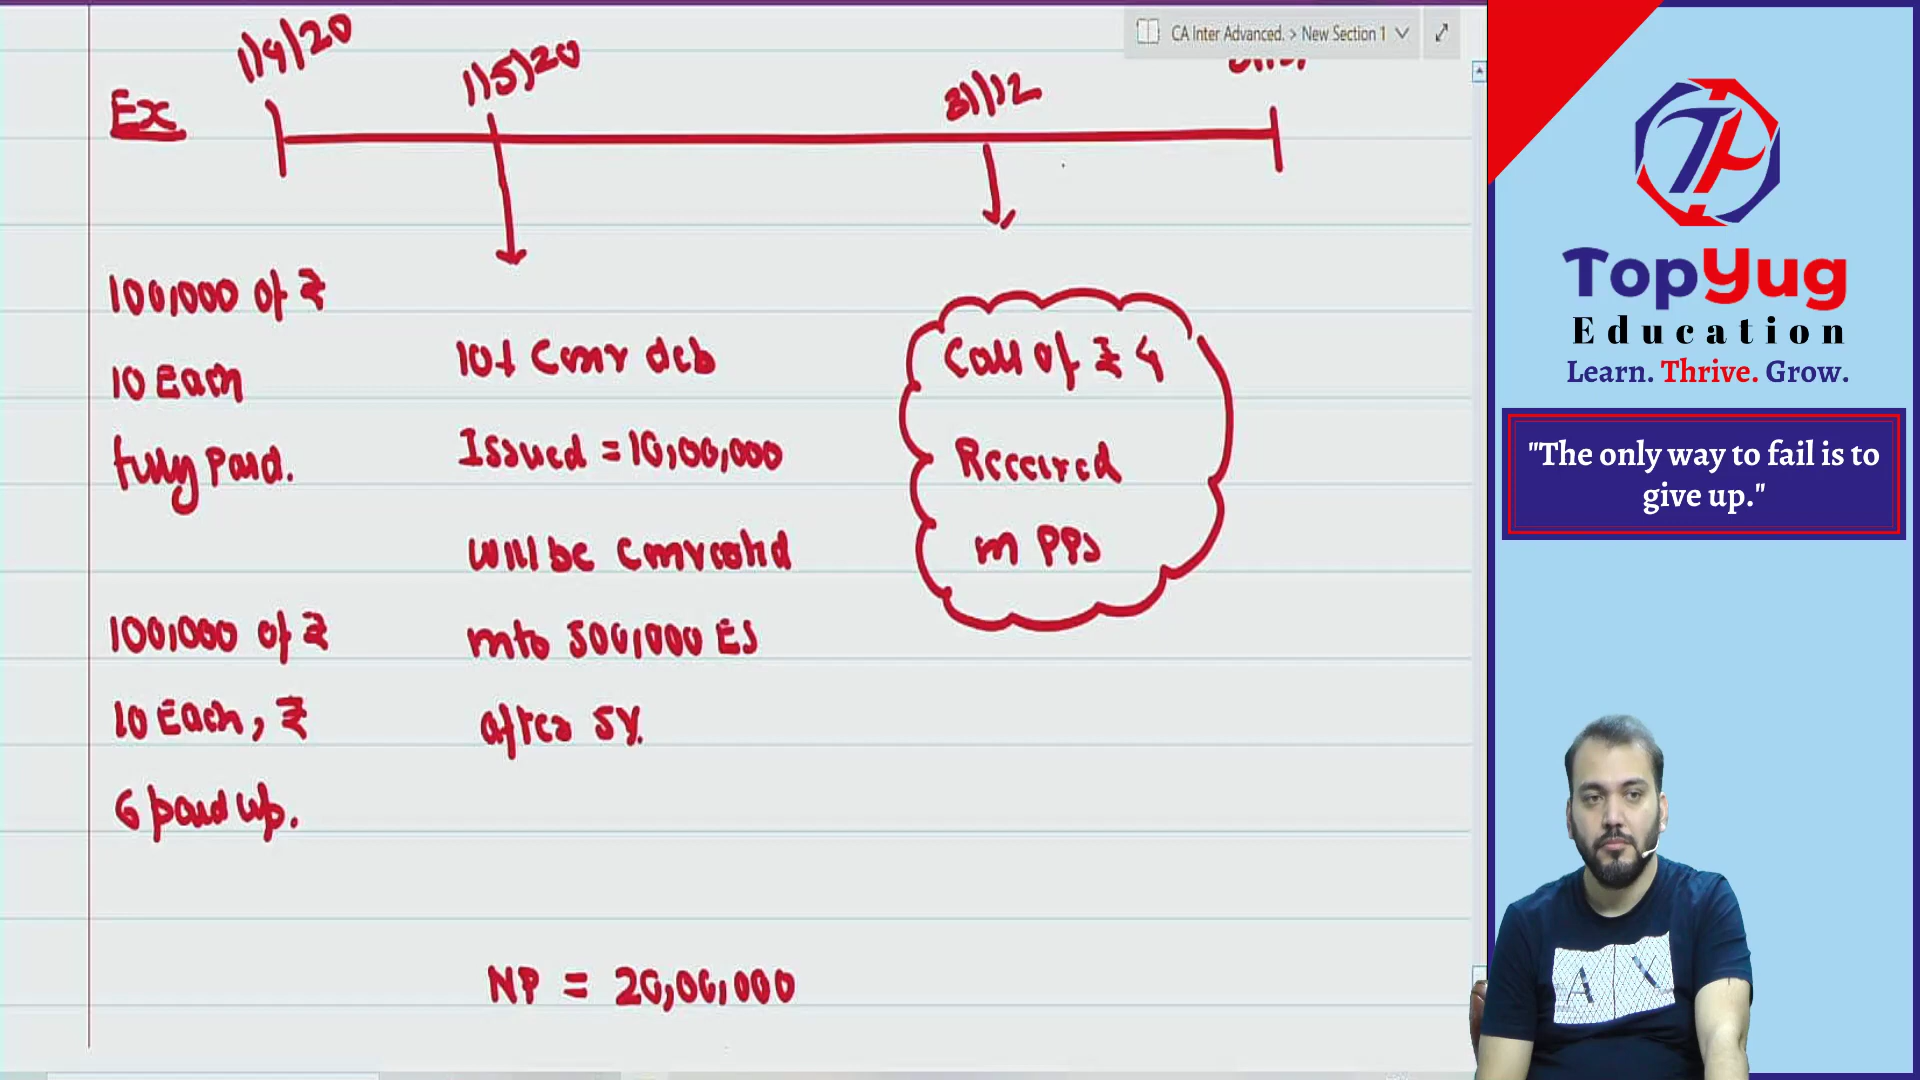 CA Inter Advanced. > New Section 1
1/4/20
1/5/20
31/12
Ex
100,000 of ₹
10 Each
fully Paid.
100,000 of ₹
10 Each, ₹
6 paid up.
10% Conv deb
Issued = 10,00,000
will be Converted
into 500,000 ES
after 5Y.
Call of ₹ 4
Received
in PPS
NP = 20,00,000
TopYug
Education
Learn. Thrive. Grow.
"The only way to fail is to
give up."
A X